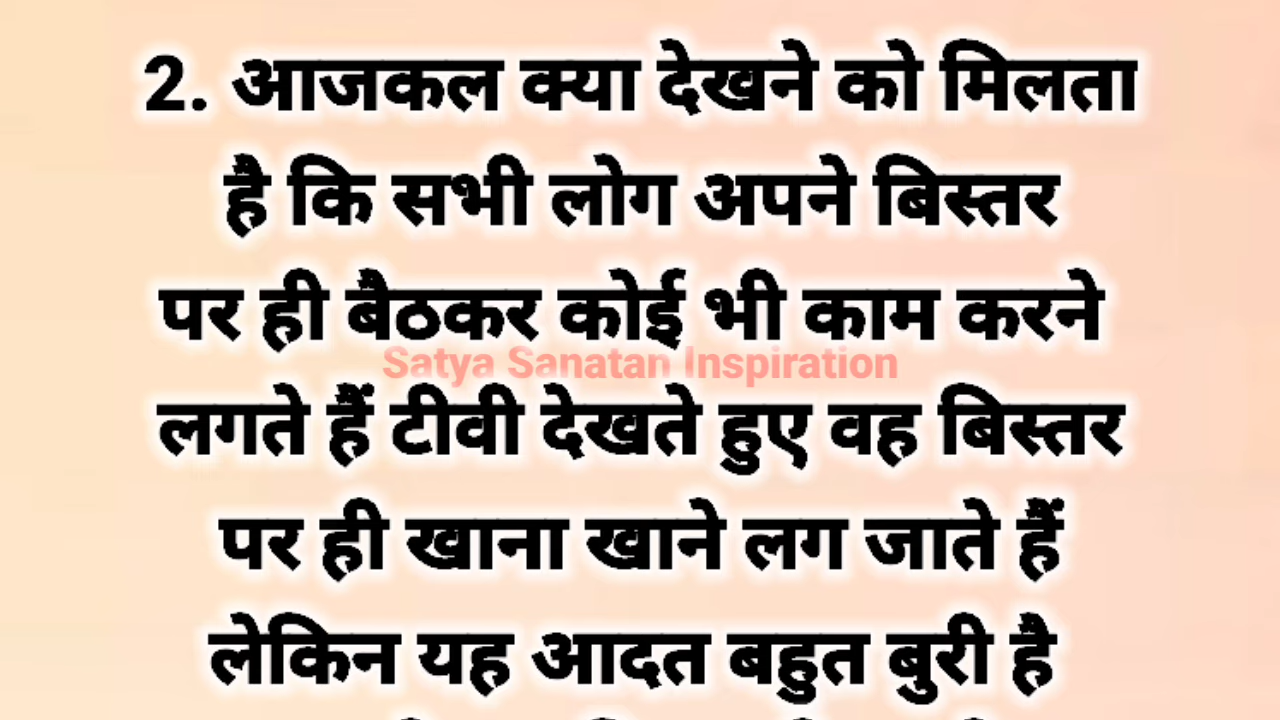 2. आजकल क्या देखने को मिलता
है कि सभी लोग अपने बिस्तर
पर ही बैठकर कोई भी काम करने
Satya Sanatan Inspiration
लगते हैं टीवी देखते हुए वह बिस्तर
पर ही खाना खाने लग जाते हैं
लेकिन यह आदत बहुत बुरी है